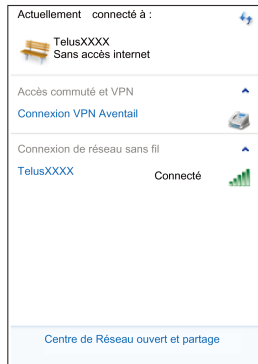 Actuellement connecté à :
TelusXXXX
Sans accès internet
Accès commuté et VPN
Connexion VPN Aventail
Connexion de réseau sans fil
TelusXXXX Connecté
Centre de Réseau ouvert et partage